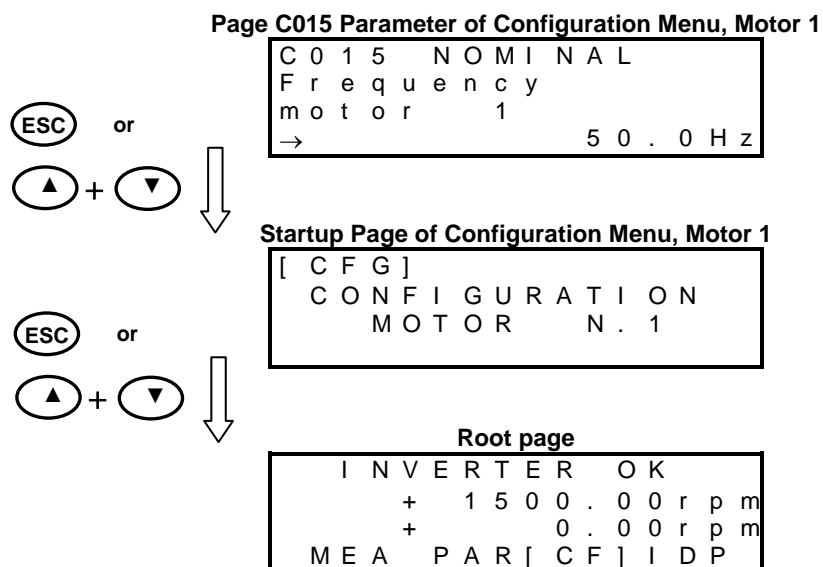 Page C015 Parameter of Configuration Menu, Motor 1
C015 NOMINAL
Frequency
motor 1
→ 50.0Hz
ESC or
▲ + ▼
Startup Page of Configuration Menu, Motor 1
[CFG]
CONFIGURATION
MOTOR N.1
ESC or
▲ + ▼
Root page
INVERTER OK
+ 1500.00rpm
+ 0.00rpm
MEA PAR[CF]IDP